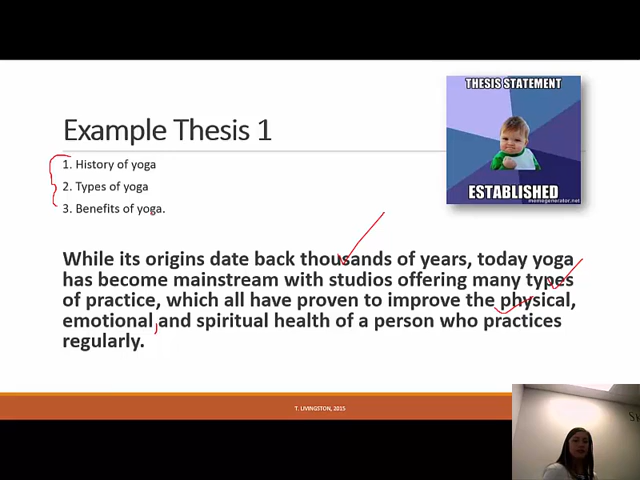 THESIS STATEMENT
Example Thesis 1
1. History of yoga
2. Types of yoga
3. Benefits of yoga.
ESTABLISHED
memegenerator.net
While its origins date back thousands of years, today yoga
has become mainstream with studios offering many types
of practice, which all have proven to improve the physical,
emotional,and spiritual health of a person who practices
regularly.
T. LIVINGSTON, 2015